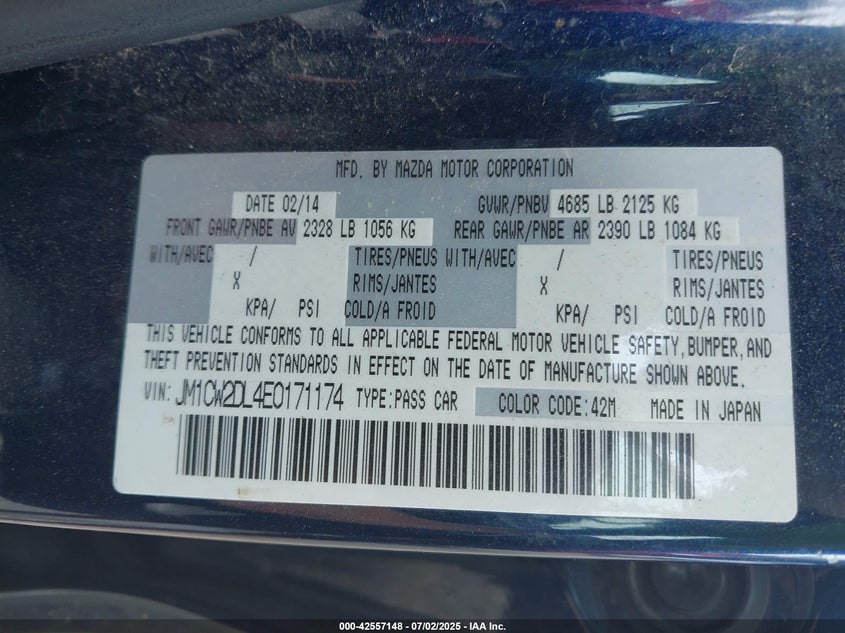 MFD. BY MAZDA MOTOR CORPORATION
DATE 02/14 GVWR/PNBV 4685 LB 2125 KG
FRONT GAWR/PNBE AV 2328 LB 1056 KG REAR GAWR/PNBE AR 2390 LB 1084 KG
WITH/AVEC / TIRES/PNEUS WITH/AVEC / TIRES/PNEUS
X RIMS/JANTES X RIMS/JANTES
KPA/ PSI COLD/A FROID KPA/ PSI COLD/A FROID
THIS VEHICLE CONFORMS TO ALL APPLICABLE FEDERAL MOTOR VEHICLE SAFETY,BUMPER,AND
THEFT PREVENTION STANDARDS IN EFFECT ON THE DATE OF MANUFACTURE SHOWN ABOVE.
VIN: JM1CW2DL4E0171174 TYPE:PASS CAR COLOR CODE:42M MADE IN JAPAN
000-42557148 - 07/02/2025 - IAA Inc.